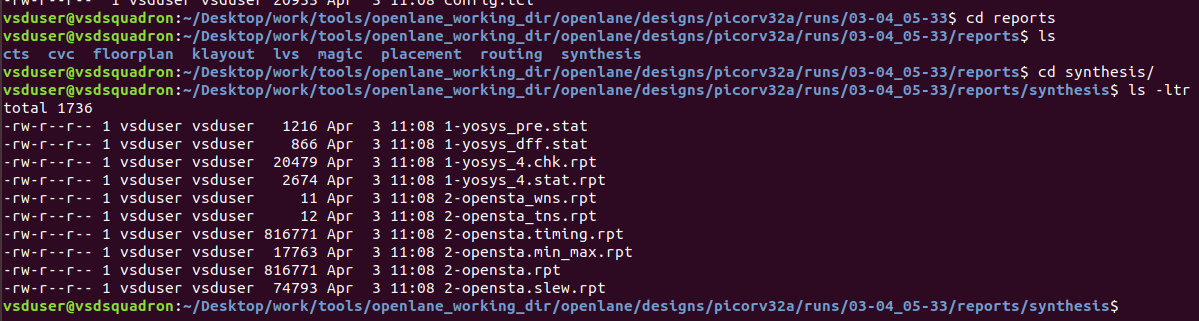 -rw-r--r-- 1 vsduser vsduser 20935 Apr 3 11:08 config.tcl
vsduser@vsdsquadron:~/Desktop/work/tools/openlane_working_dir/openlane/designs/picorv32a/runs/03-04_05-33$ cd reports
vsduser@vsdsquadron:~/Desktop/work/tools/openlane_working_dir/openlane/designs/picorv32a/runs/03-04_05-33/reports$ ls
cts cvc floorplan klayout lvs magic placement routing synthesis
vsduser@vsdsquadron:~/Desktop/work/tools/openlane_working_dir/openlane/designs/picorv32a/runs/03-04_05-33/reports$ cd synthesis/
vsduser@vsdsquadron:~/Desktop/work/tools/openlane_working_dir/openlane/designs/picorv32a/runs/03-04_05-33/reports/synthesis$ ls -ltr
total 1736
-rw-r--r-- 1 vsduser vsduser 1216 Apr 3 11:08 1-yosys_pre.stat
-rw-r--r-- 1 vsduser vsduser 866 Apr 3 11:08 1-yosys_dff.stat
-rw-r--r-- 1 vsduser vsduser 20479 Apr 3 11:08 1-yosys_4.chk.rpt
-rw-r--r-- 1 vsduser vsduser 2674 Apr 3 11:08 1-yosys_4.stat.rpt
-rw-r--r-- 1 vsduser vsduser 11 Apr 3 11:08 2-opensta_wns.rpt
-rw-r--r-- 1 vsduser vsduser 12 Apr 3 11:08 2-opensta_tns.rpt
-rw-r--r-- 1 vsduser vsduser 816771 Apr 3 11:08 2-opensta.timing.rpt
-rw-r--r-- 1 vsduser vsduser 17763 Apr 3 11:08 2-opensta.min_max.rpt
-rw-r--r-- 1 vsduser vsduser 816771 Apr 3 11:08 2-opensta.rpt
-rw-r--r-- 1 vsduser vsduser 74793 Apr 3 11:08 2-opensta.slew.rpt
vsduser@vsdsquadron:~/Desktop/work/tools/openlane_working_dir/openlane/designs/picorv32a/runs/03-04_05-33/reports/synthesis$